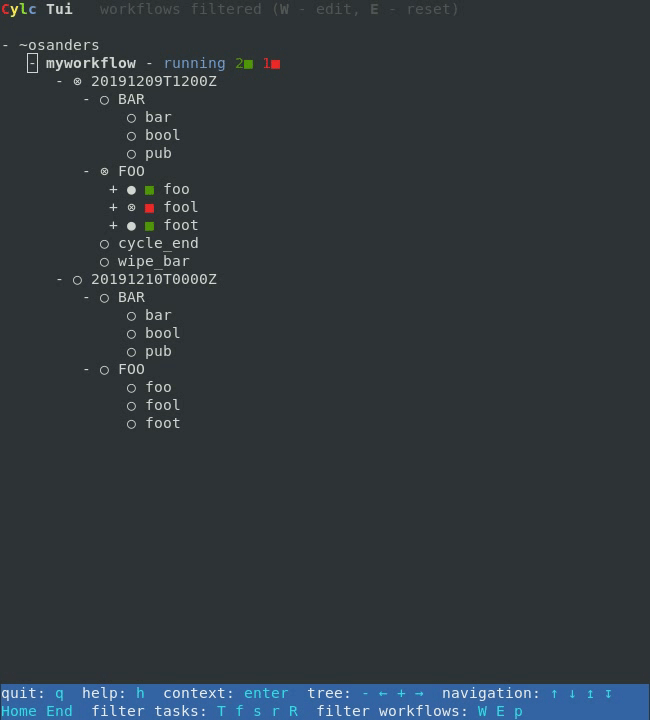 Cylc Tui   workflows filtered (W - edit, E - reset)
- ~osanders
   - myworkflow - running 2■ 1■
      - ⊗ 20191209T1200Z
         - ○ BAR
              ○ bar
              ○ bool
              ○ pub
         - ⊗ FOO
            + ● ■ foo
            + ⊗ ■ fool
            + ● ■ foot
           ○ cycle_end
           ○ wipe_bar
      - ○ 20191210T0000Z
         - ○ BAR
              ○ bar
              ○ bool
              ○ pub
         - ○ FOO
              ○ foo
              ○ fool
              ○ foot
quit: q  help: h  context: enter  tree: - ← + →  navigation: ↑ ↓ ↥ ↧
Home End  filter tasks: T f s r R  filter workflows: W E p